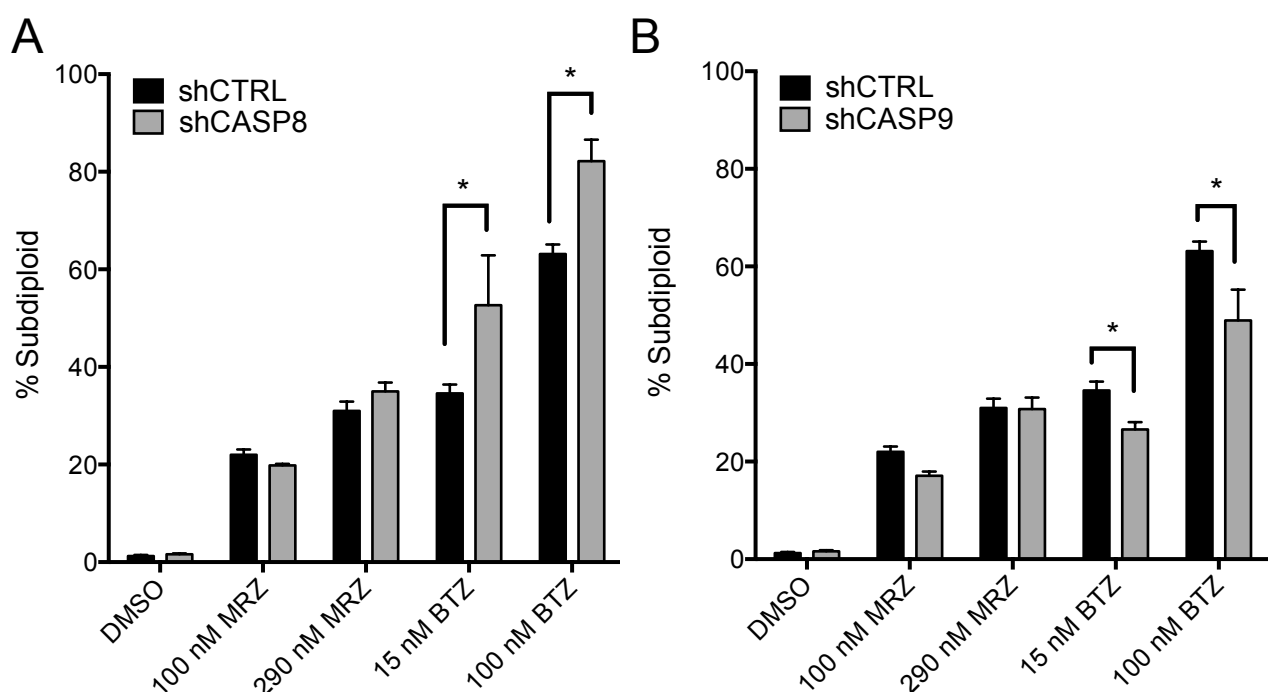 A
100
80
60
40
20
0
% Subdiploid
shCTRL
shCASP8
*
*
DMSO
100 nM MRZ
290 nM MRZ
15 nM BTZ
100 nM BTZ
B
100
80
60
40
20
0
% Subdiploid
shCTRL
shCASP9
*
*
DMSO
100 nM MRZ
290 nM MRZ
15 nM BTZ
100 nM BTZ